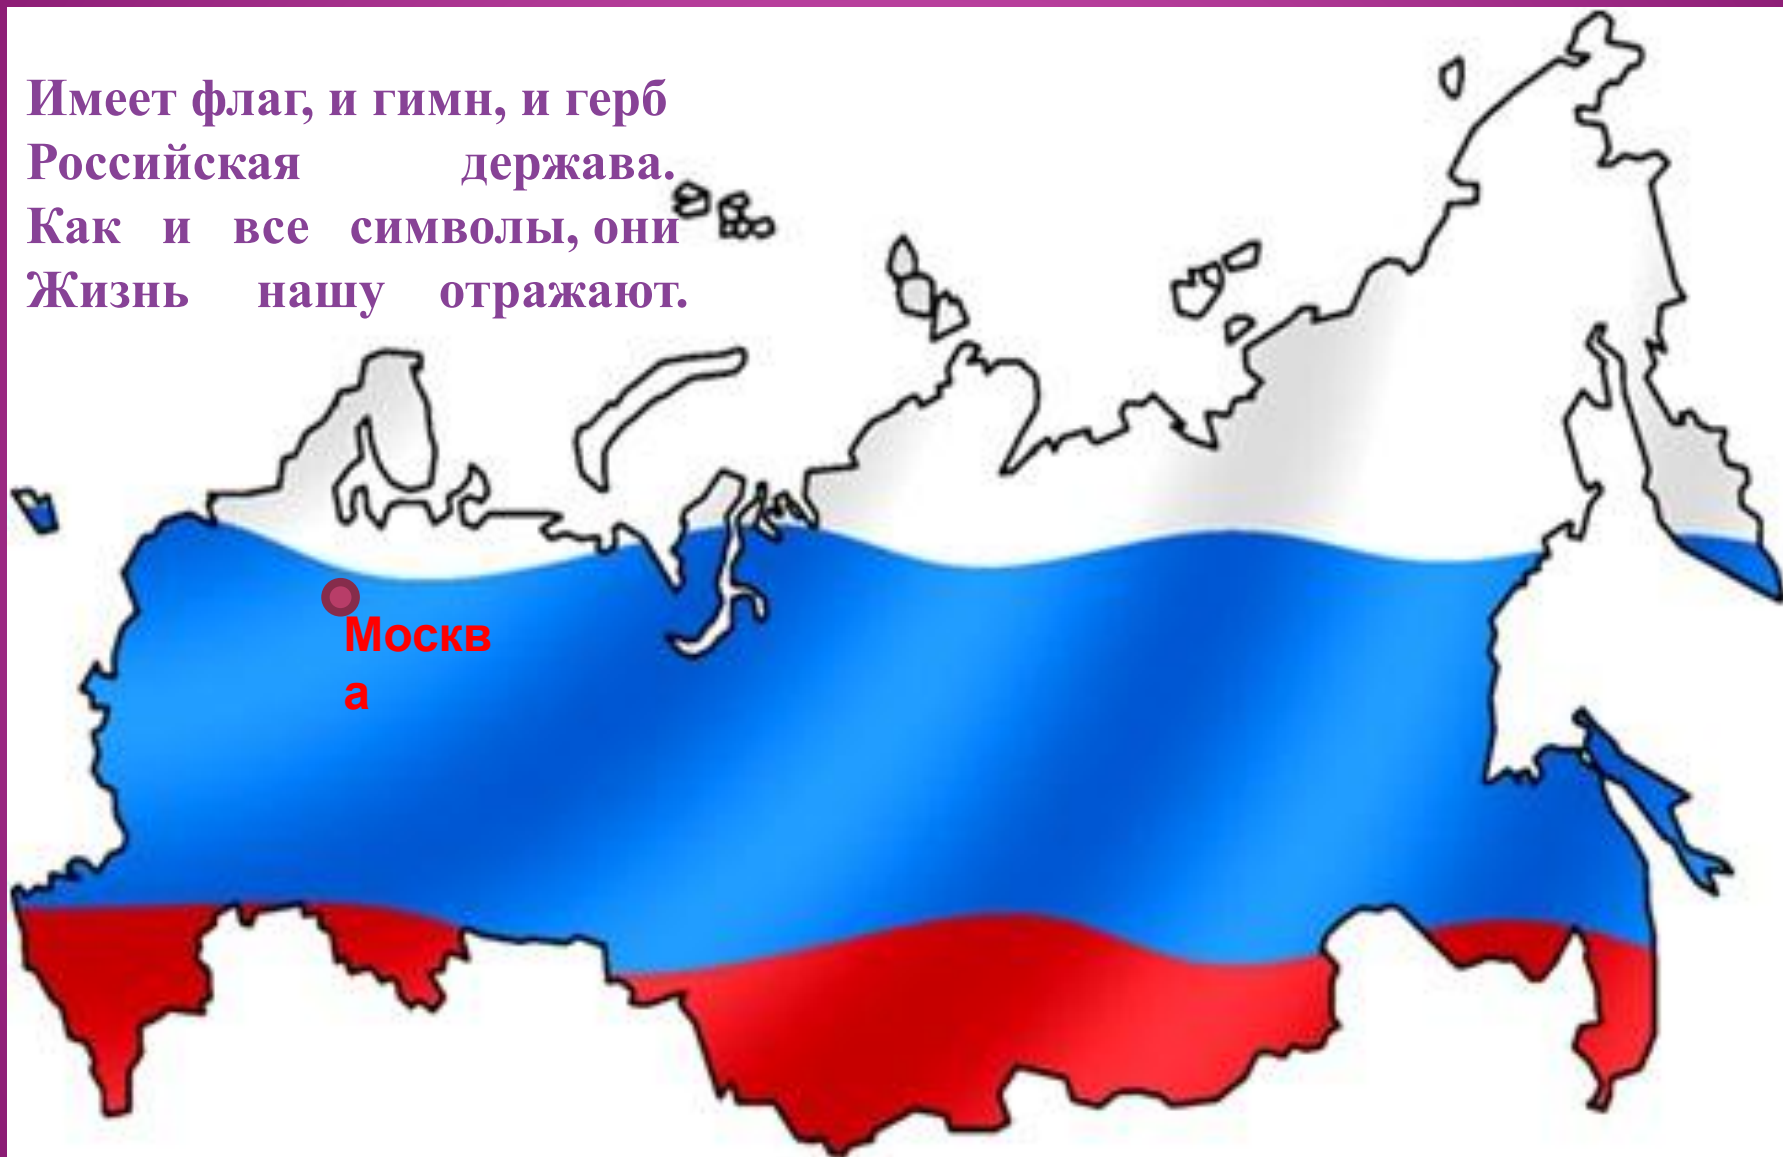 Имеет флаг, и гимн, и герб
Российская держава.
Как и все символы, они
Жизнь нашу отражают.
Москв
а